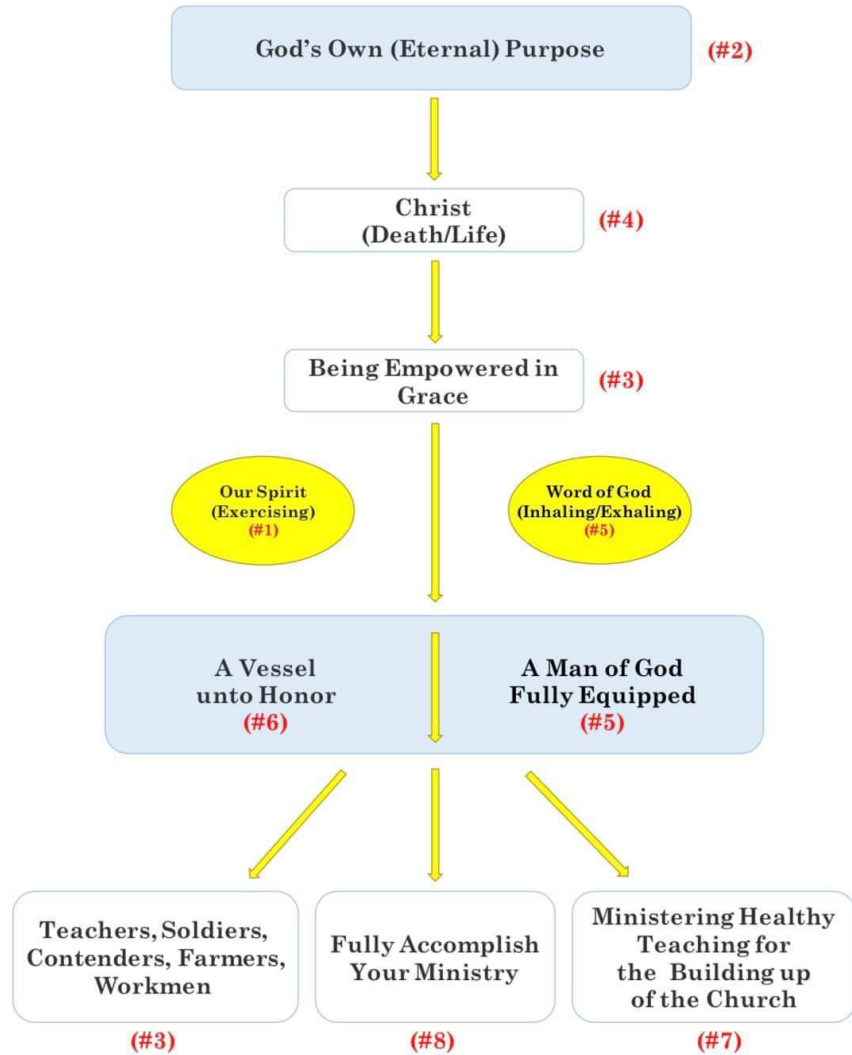 God's Own (Eternal) Purpose
(#2)
Christ
(Death/Life)
(#4)
Being Empowered in
Grace
(#3)
Our Spirit
(Exercising)
(#1)
Word of God
(Inhaling/Exhaling)
(#5)
A Vessel
unto Honor
(#6)
A Man of God
Fully Equipped
(#5)
Teachers, Soldiers,
Contenders, Farmers,
Workmen
(#3)
Fully Accomplish
Your Ministry
(#8)
Ministering Healthy
Teaching for
the Building up
of the Church
(#7)